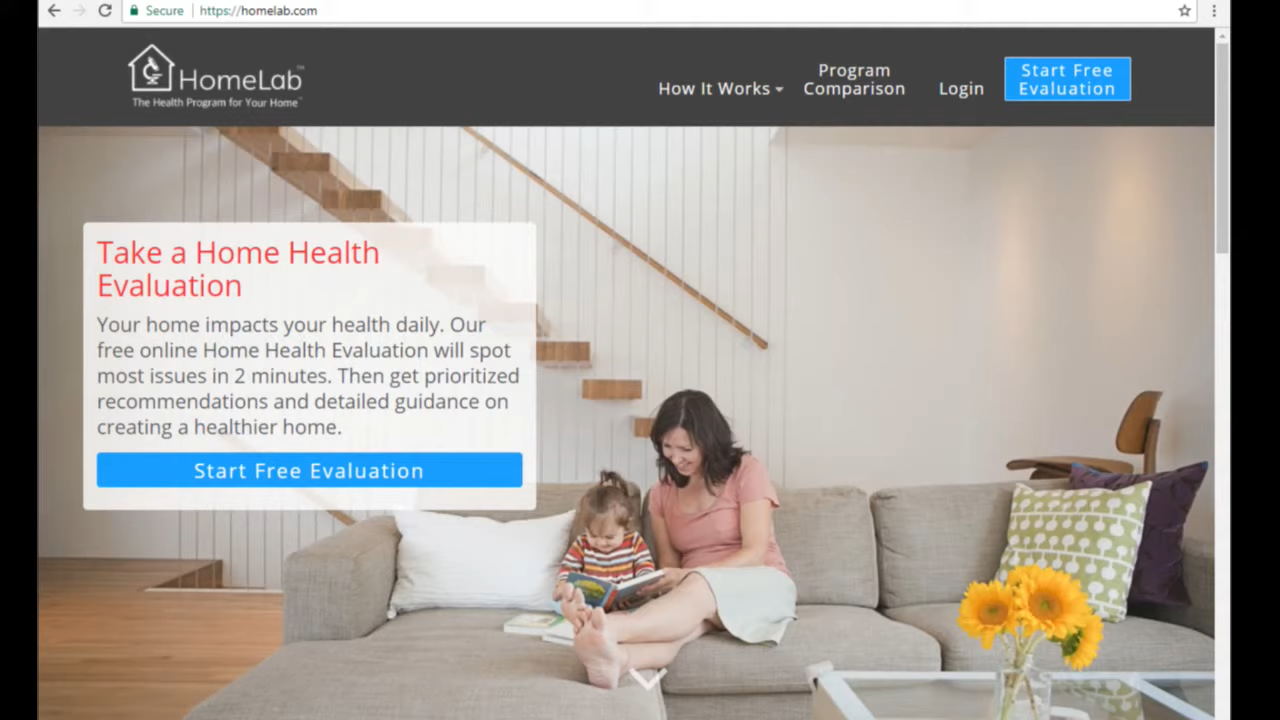 Secure https://homelab.com
HomeLab™
The Health Program for Your Home
How It Works
Program
Comparison
Login
Start Free
Evaluation
Take a Home Health
Evaluation
Your home impacts your health daily. Our
free online Home Health Evaluation will spot
most issues in 2 minutes. Then get prioritized
recommendations and detailed guidance on
creating a healthier home.
Start Free Evaluation